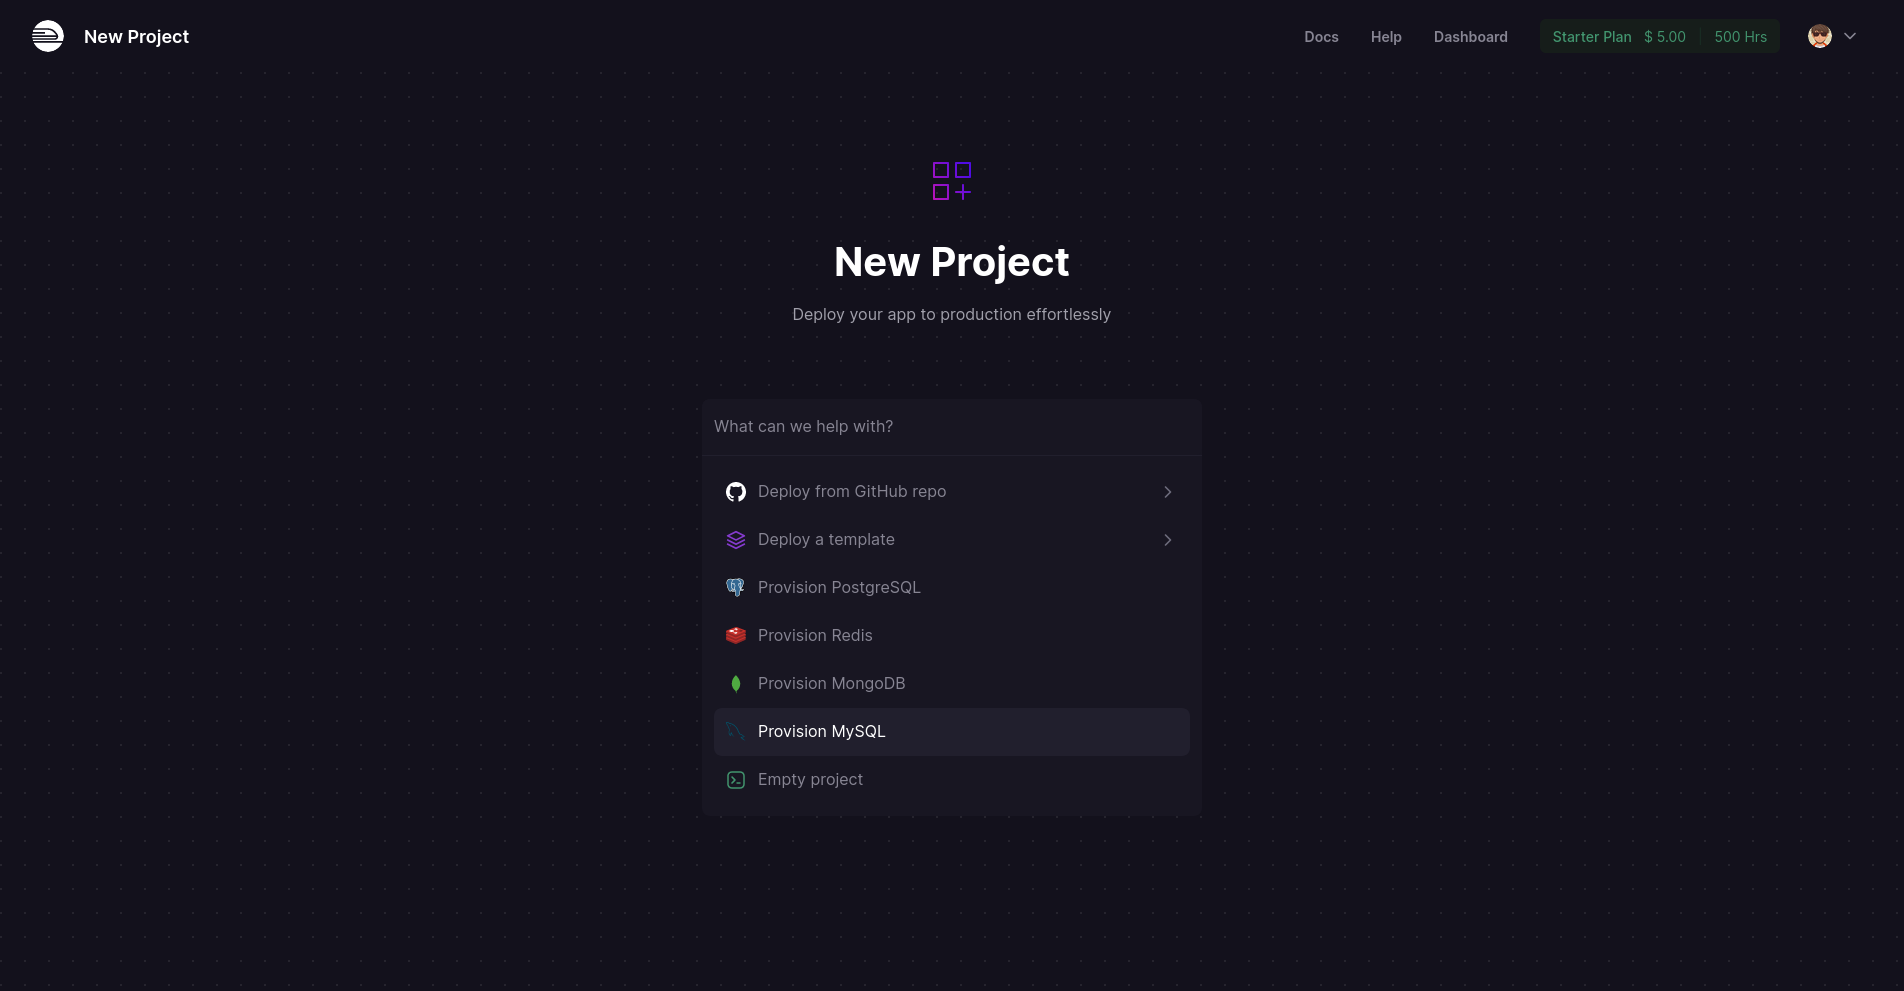 New Project
Docs Help Dashboard Starter Plan $ 5.00 500 Hrs
New Project
Deploy your app to production effortlessly
What can we help with?
Deploy from GitHub repo
Deploy a template
Provision PostgreSQL
Provision Redis
Provision MongoDB
Provision MySQL
Empty project